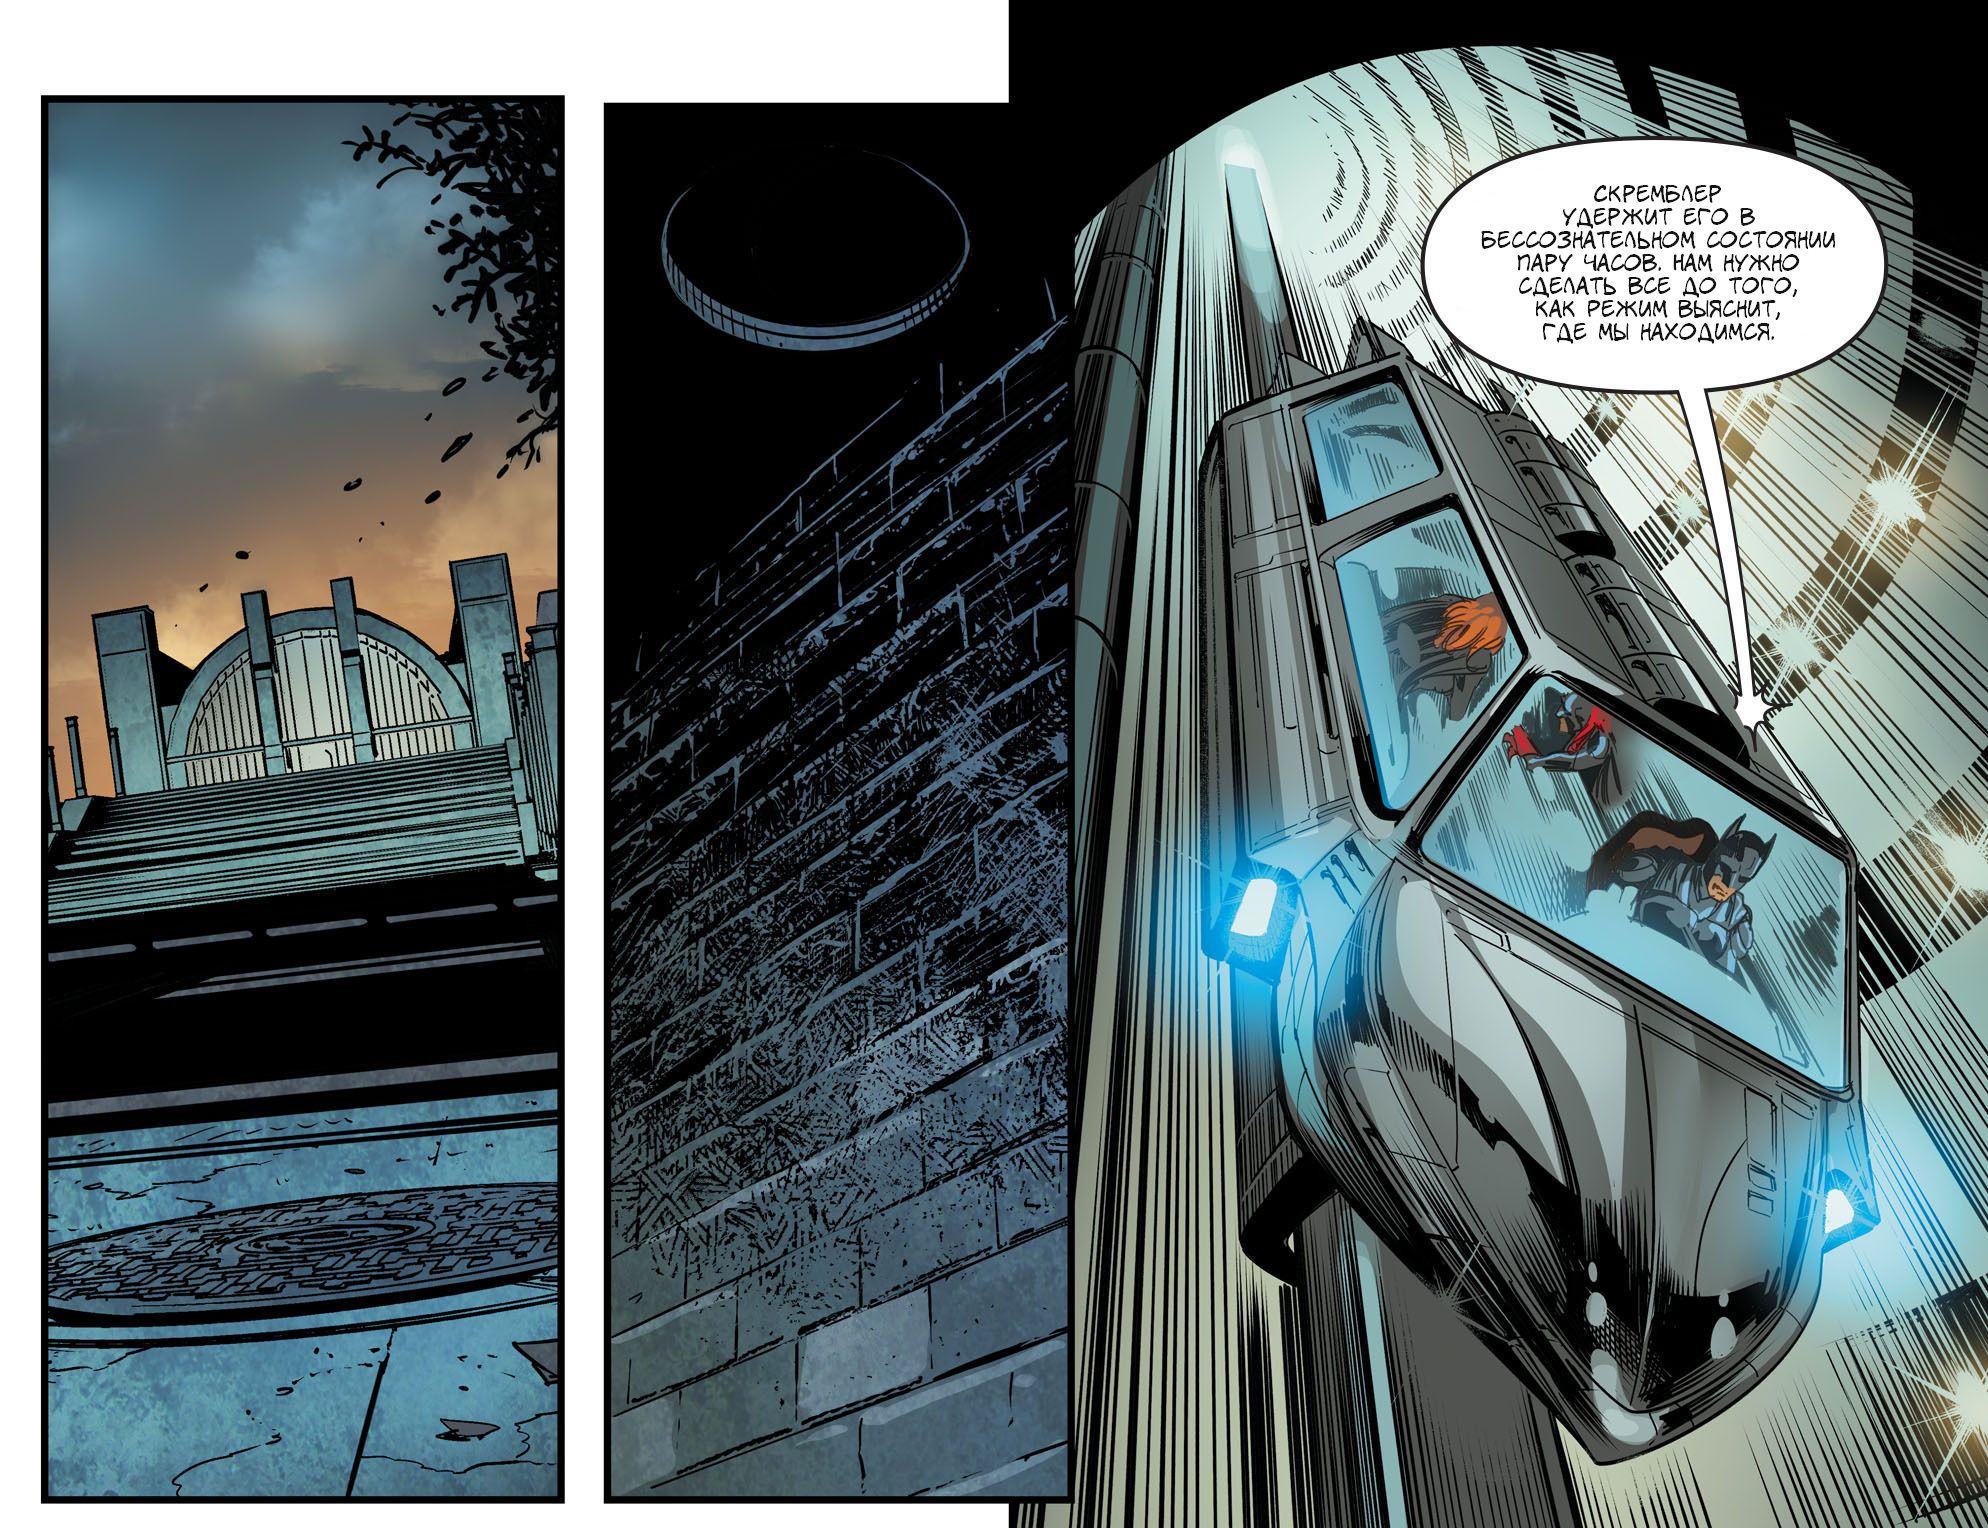 СКРЕМБЛЕР
УДЕРЖИТ ЕГО В
БЕССОЗНАТЕЛЬНОМ СОСТОЯНИИ
ПАРУ ЧАСОВ. НАМ НУЖНО
СДЕЛАТЬ ВСЕ ДО ТОГО,
КАК РЕЖИМ ВЫЯСНИТ,
ГДЕ МЫ НАХОДИМСЯ.